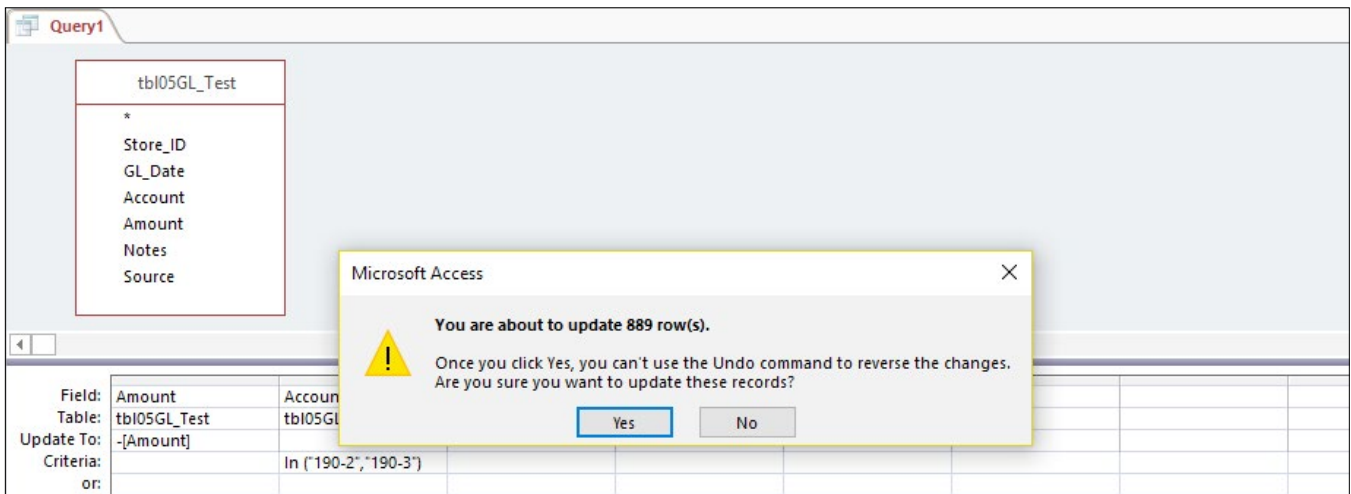 Query1
tbl05GL_Test
*
Store_ID
GL_Date
Account
Amount
Notes
Source
Microsoft Access
You are about to update 889 row(s).
Once you click Yes, you can't use the Undo command to reverse the changes.
Are you sure you want to update these records?
Yes No
Field: Amount Accoun
Table: tbl05GL_Test tbl05GL
Update To: -[Amount]
Criteria: In ("190-2","190-3")
or: